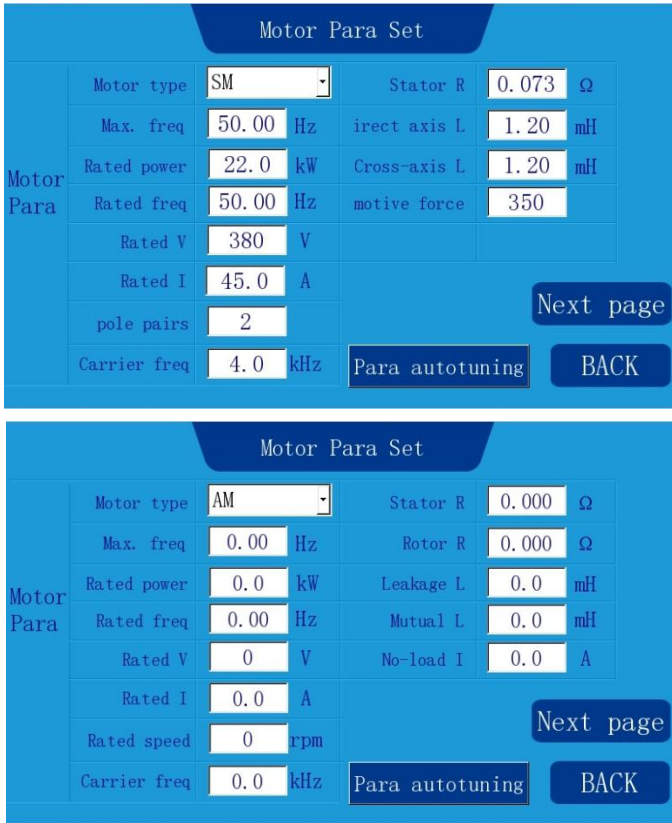 Motor Para Set
Motor type SM Stator R 0.073 Ω
Max. freq 50.00 Hz irect axis L 1.20 mH
Rated power 22.0 kW Cross-axis L 1.20 mH
Motor Para
Rated freq 50.00 Hz motive force 350
Rated V 380 V
Rated I 45.0 A
Next page
pole pairs 2
Carrier freq 4.0 kHz Para autotuning BACK
Motor Para Set
Motor type AM Stator R 0.000 Ω
Max. freq 0.00 Hz Rotor R 0.000 Ω
Rated power 0.0 kW Leakage L 0.0 mH
Motor Para
Rated freq 0.00 Hz Mutual L 0.0 mH
Rated V 0 V No-load I 0.0 A
Rated I 0.0 A
Next page
Rated speed 0 rpm
Carrier freq 0.0 kHz Para autotuning BACK